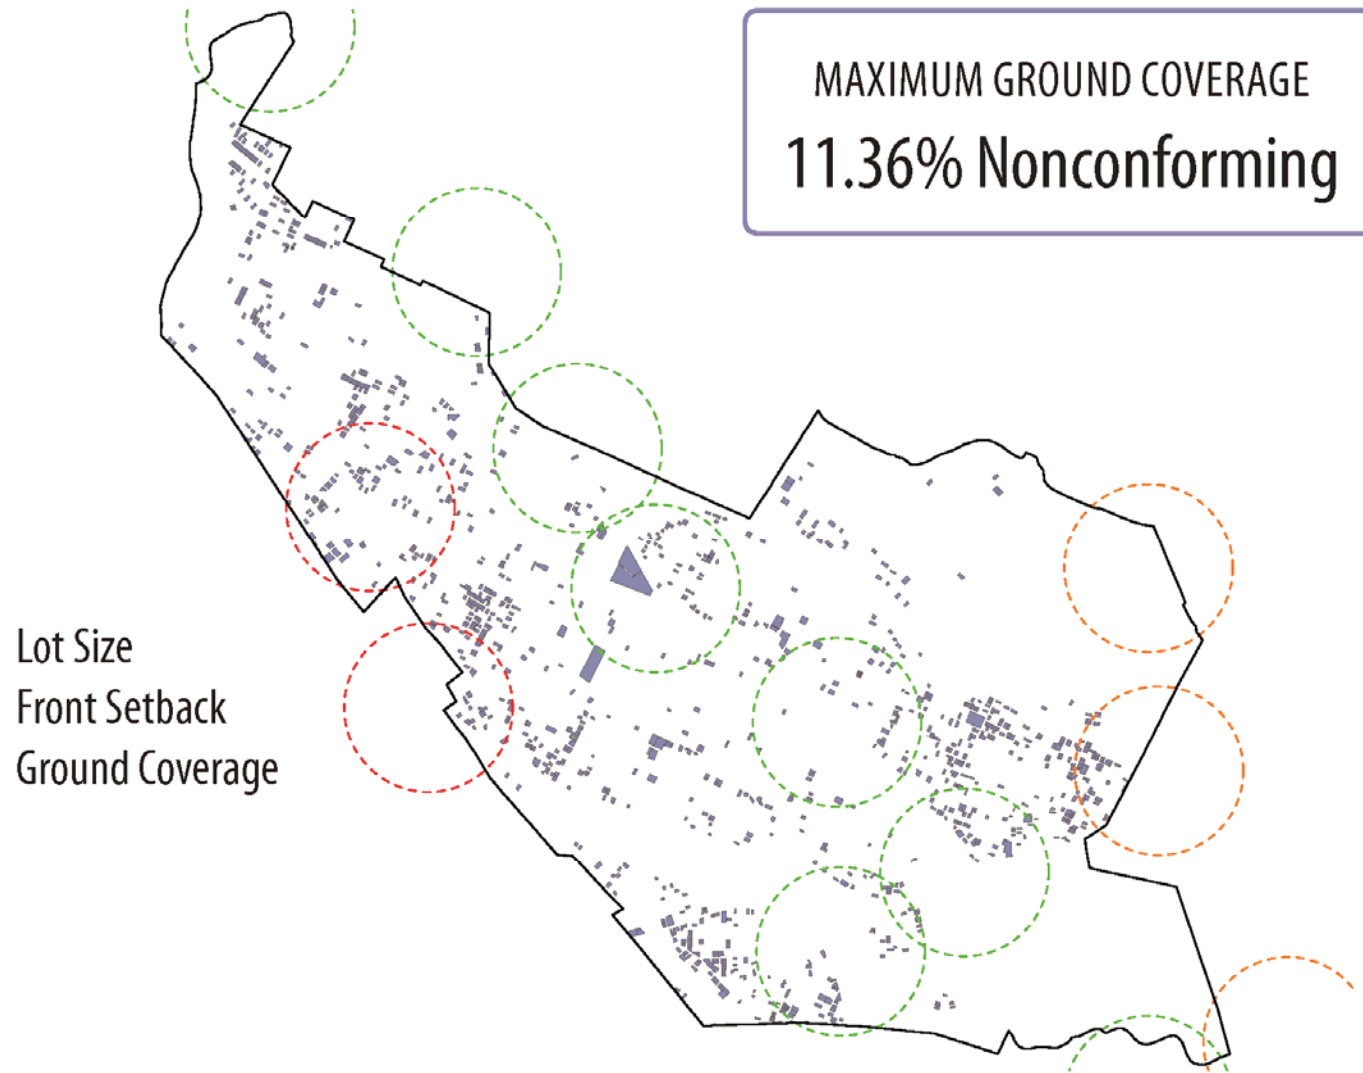 MAXIMUM GROUND COVERAGE
11.36% Nonconforming
Lot Size
Front Setback
Ground Coverage